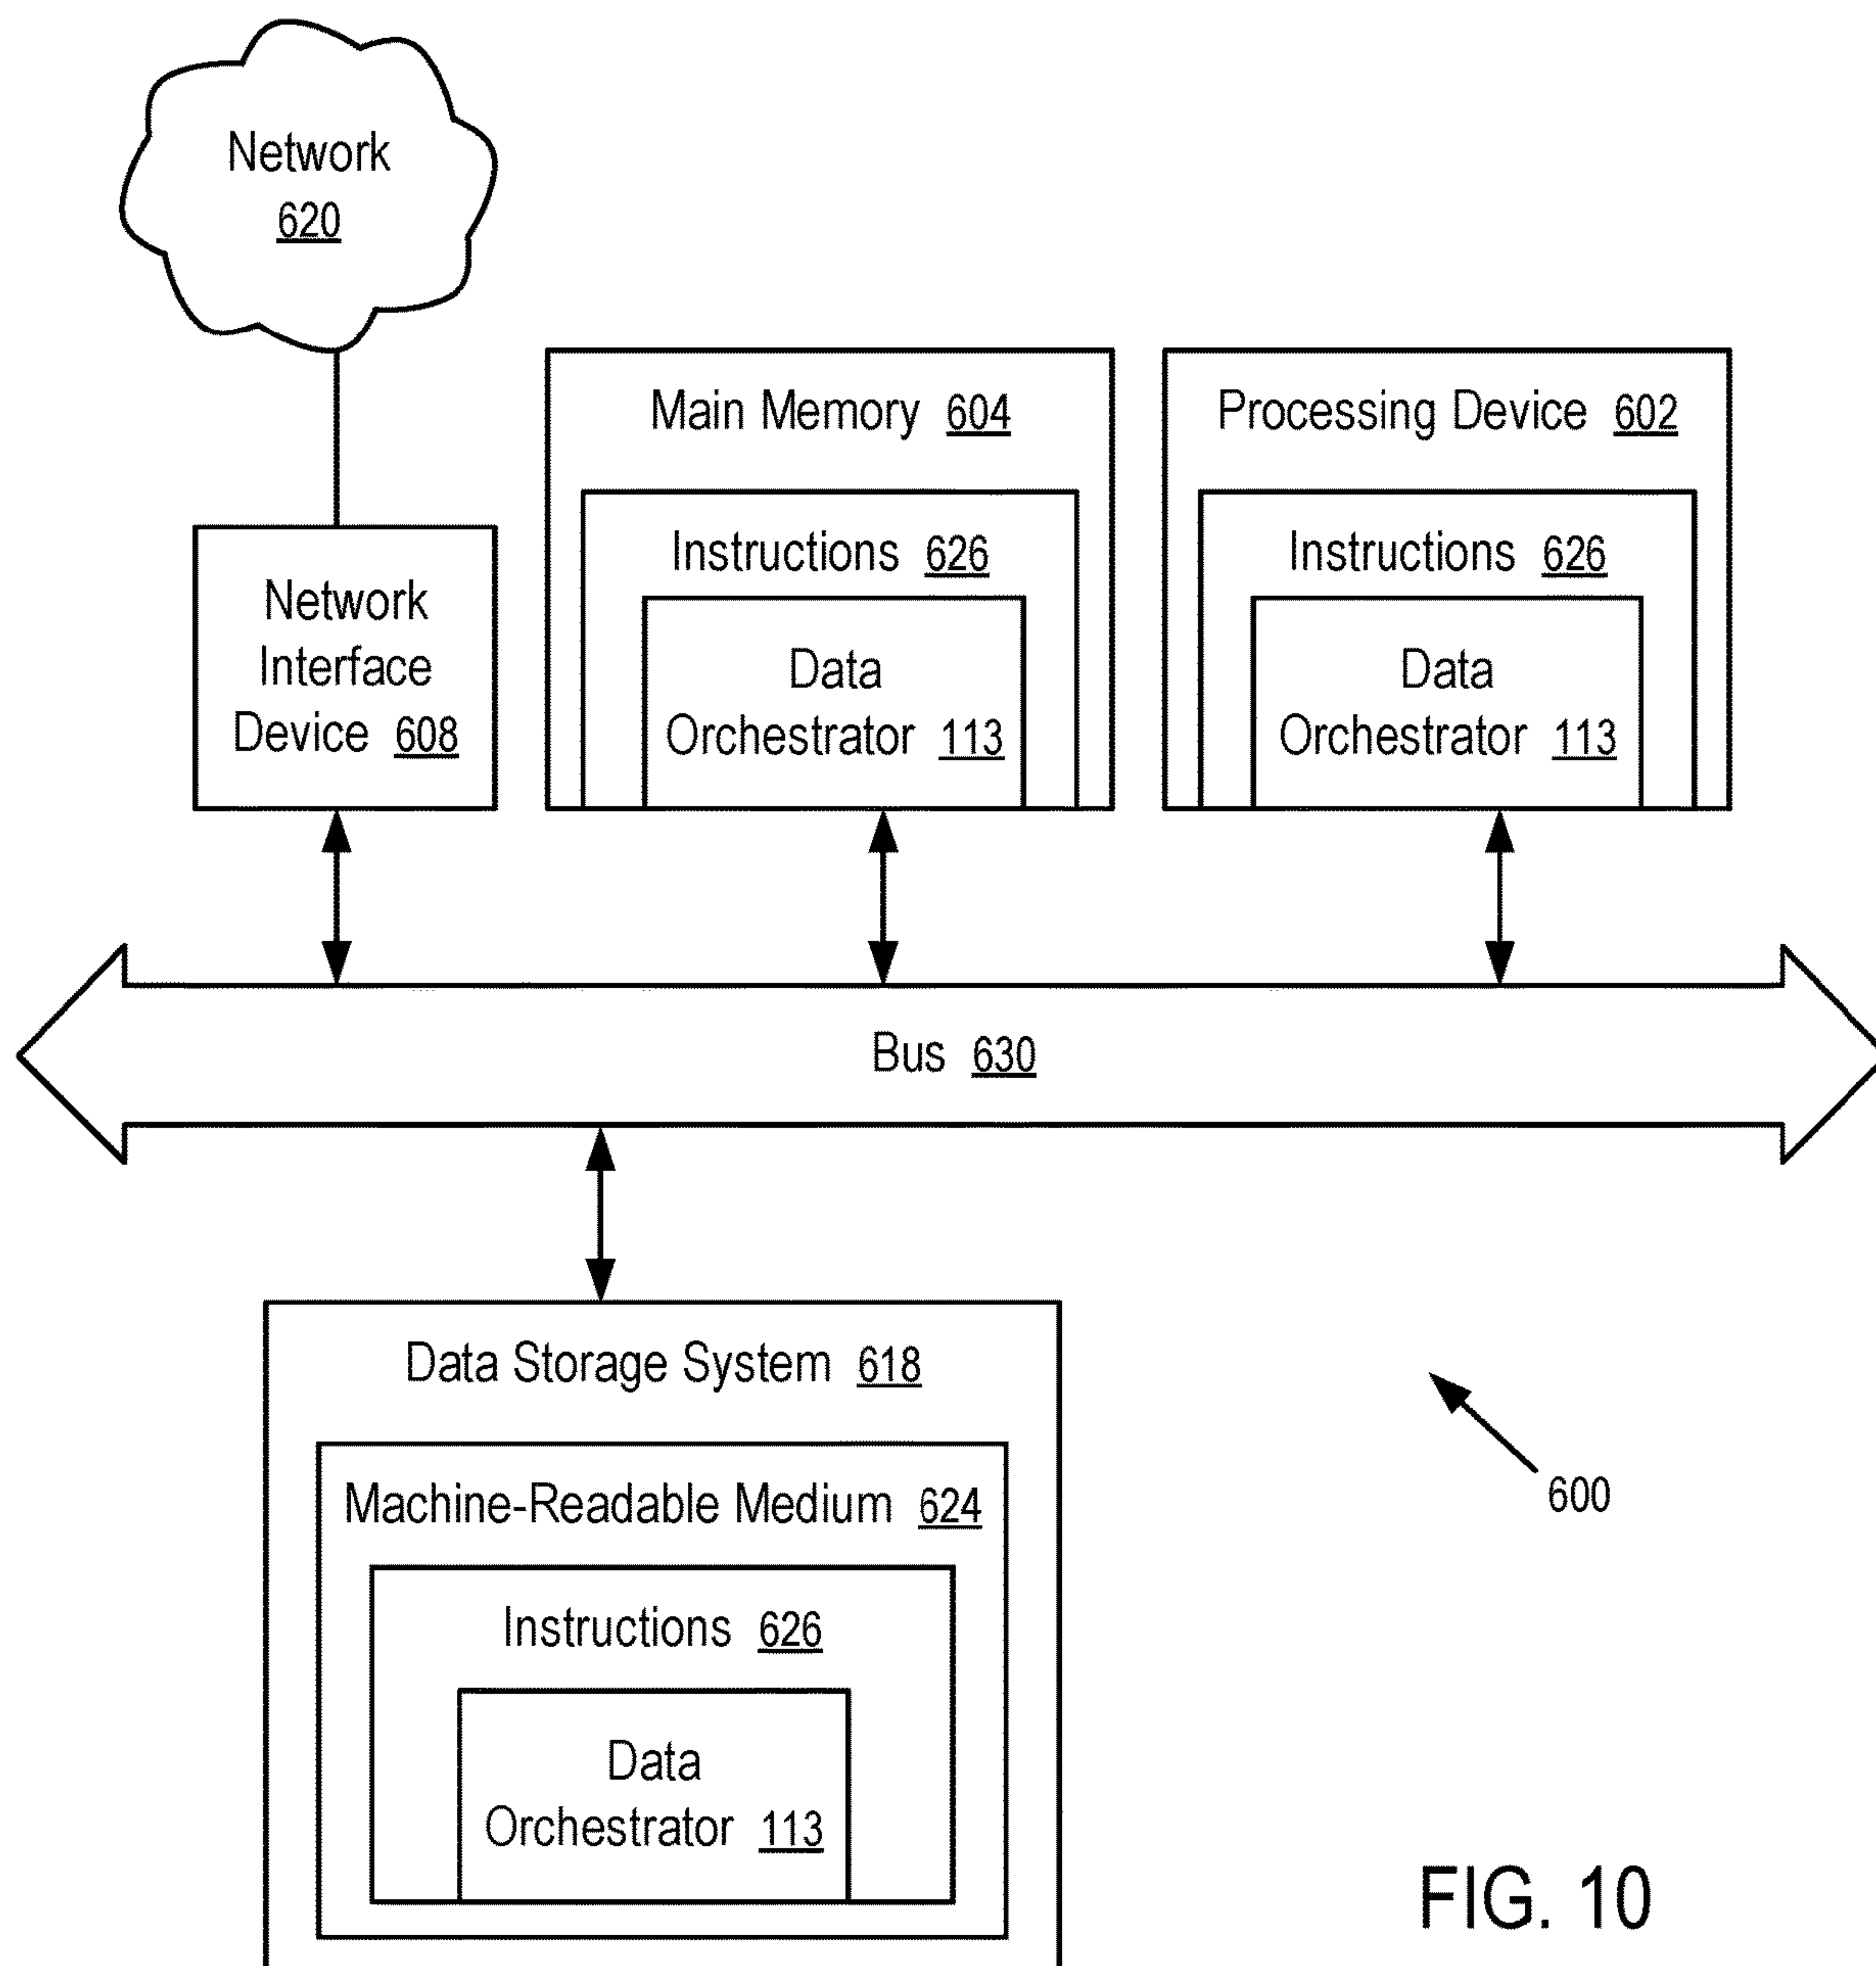 Network
620
Main Memory 604
Processing Device 602
Instructions 626
Instructions 626
Network
Interface
Device 608
Data
Orchestrator 113
Data
Orchestrator 113
Bus 630
Data Storage System 618
Machine-Readable Medium 624
Instructions 626
Data
Orchestrator 113
600
FIG. 10